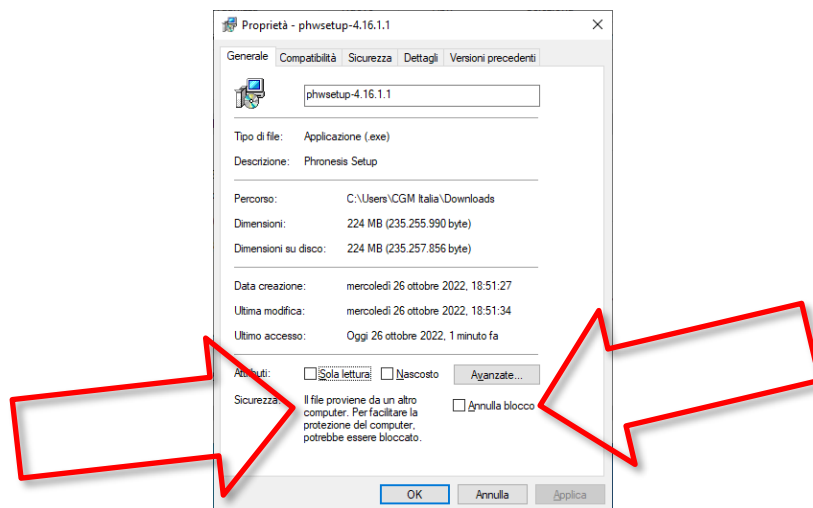 Proprietà - phwsetup-4.16.1.1
Generale Compatibilità Sicurezza Dettagli Versioni precedenti
phwsetup-4.16.1.1
Tipo di file: Applicazione (.exe)
Descrizione: Phronesis Setup
Percorso: C:\Users\CGM Italia\Downloads
Dimensioni: 224 MB (235.255.990 byte)
Dimensioni su disco: 224 MB (235.257.856 byte)
Data creazione: mercoledì 26 ottobre 2022, 18:51:27
Ultima modifica: mercoledì 26 ottobre 2022, 18:51:34
Ultimo accesso: Oggi 26 ottobre 2022, 1 minuto fa
Attributi: Sola lettura Nascosto Avanzate...
Sicurezza: Il file proviene da un altro
computer. Per facilitare la
protezione del computer,
potrebbe essere bloccato.
Annulla blocco
OK Annulla Applica